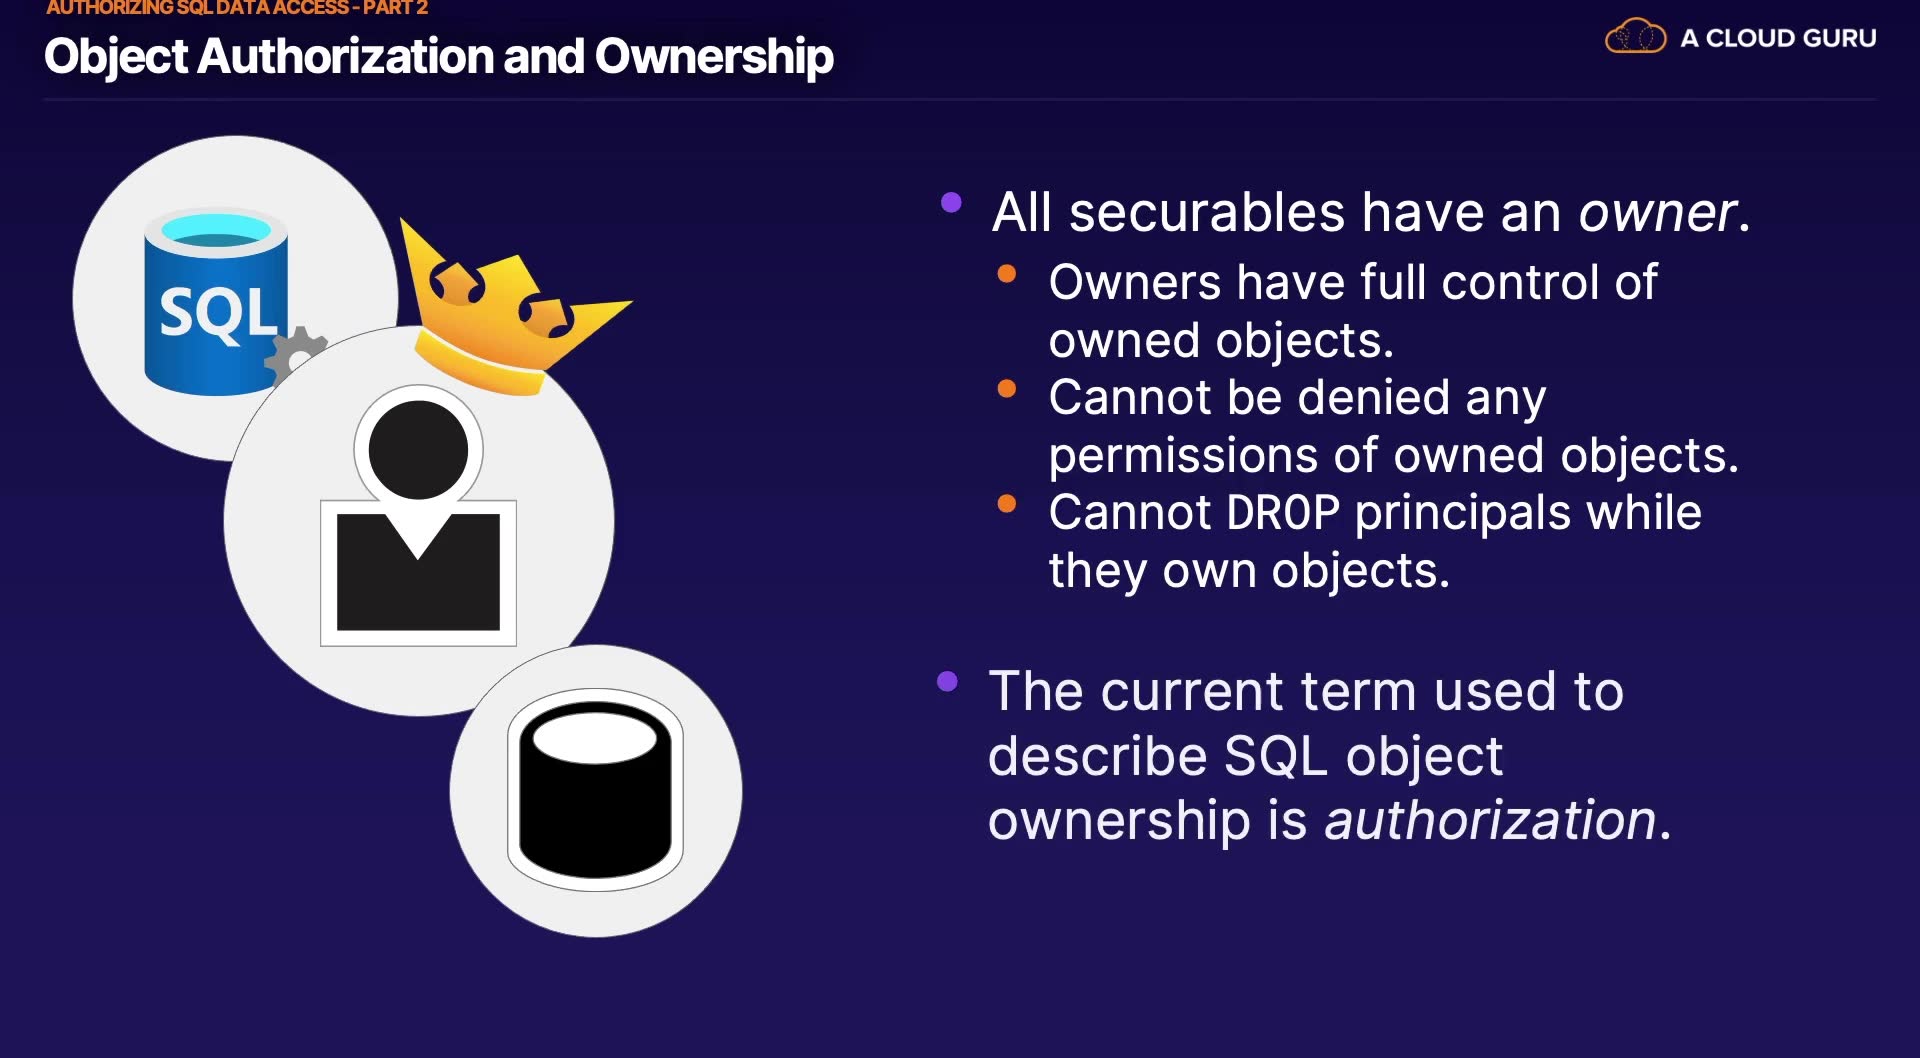 AUTHORIZING SQL DATA ACCESS - PART 2
Object Authorization and Ownership
A CLOUD GURU
SQL
All securables have an owner.
Owners have full control of
owned objects.
Cannot be denied any
permissions of owned objects.
Cannot DROP principals while
they own objects.
The current term used to
describe SQL object
ownership is authorization.